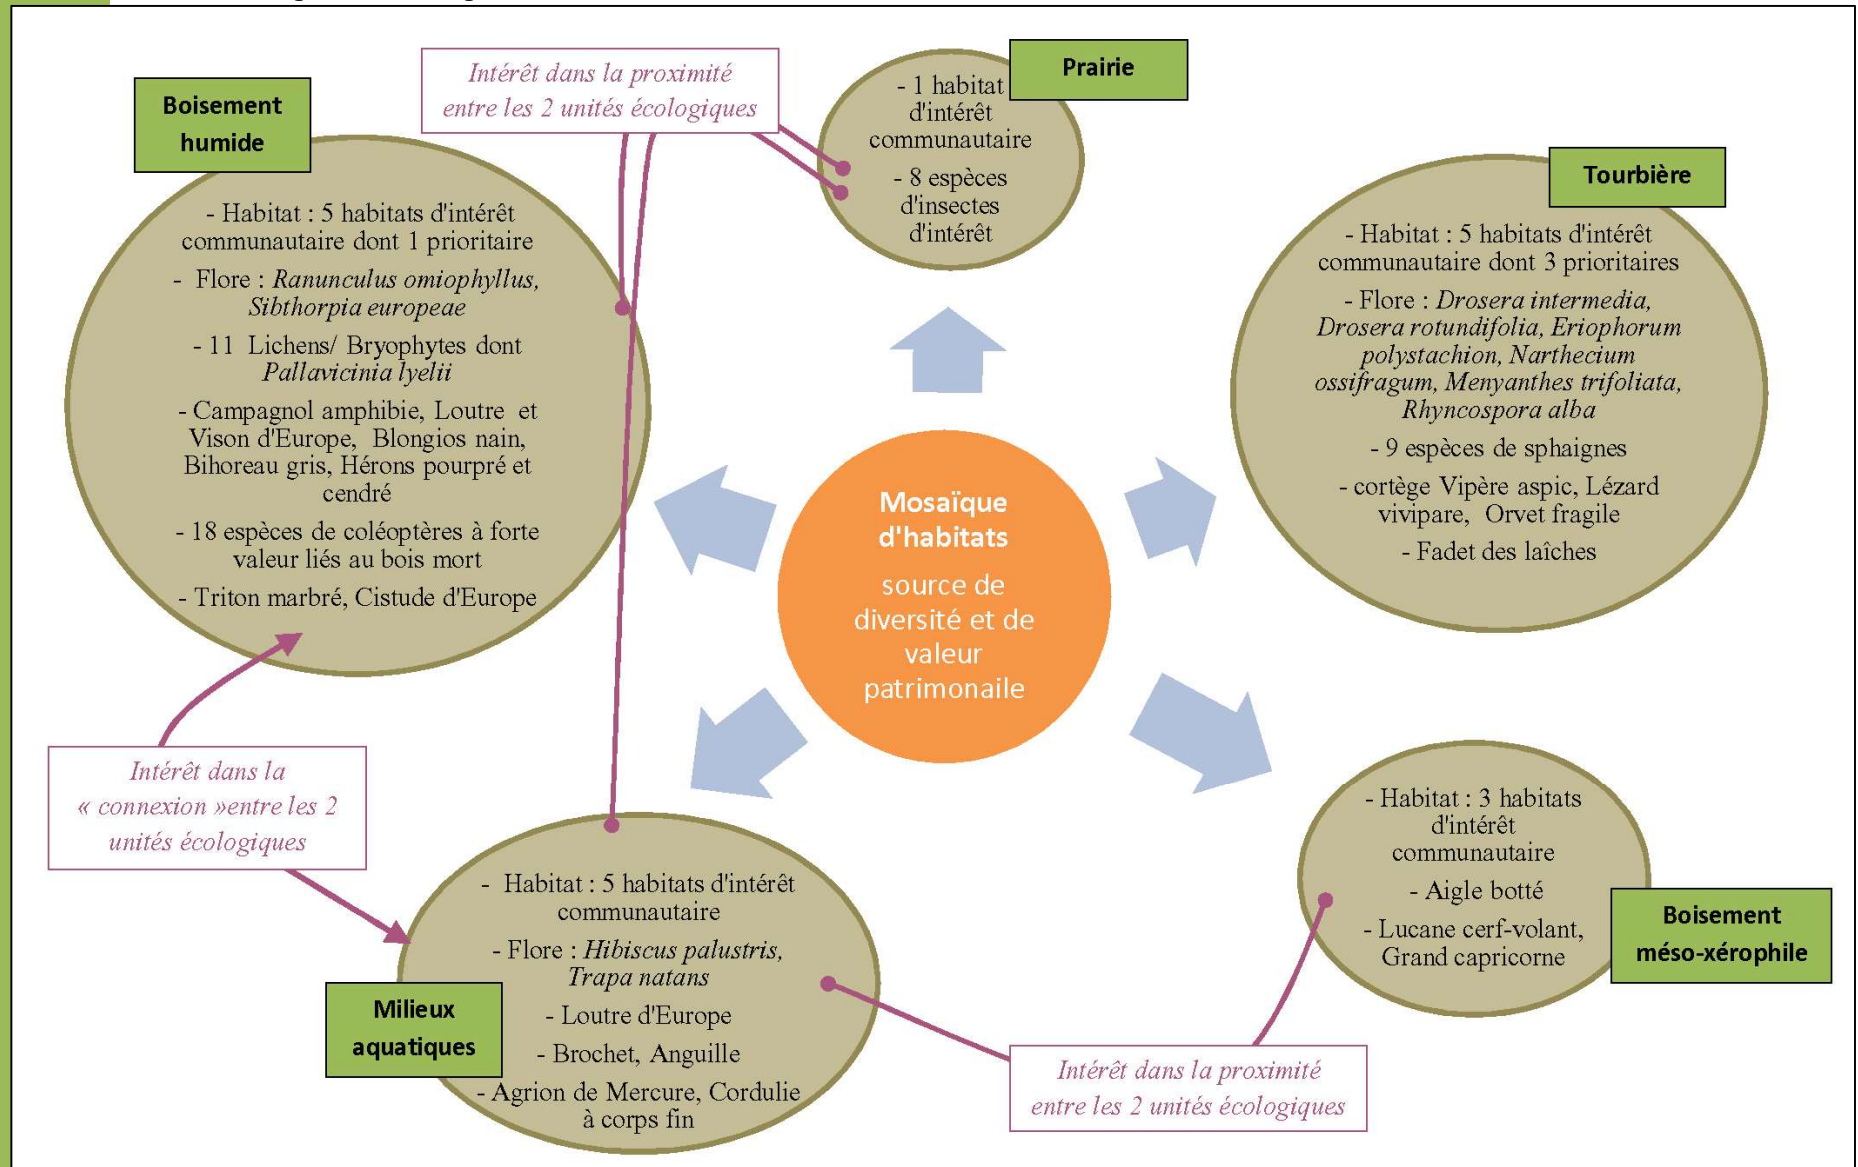 Intérêt dans la proximité
entre les 2 unités écologiques
Prairie
- 1 habitat
d'intérêt
communautaire
- 8 espèces
d'insectes
d'intérêt
Boisement
humide
- Habitat : 5 habitats d'intérêt
communautaire dont 1 prioritaire
- Flore : Ranunculus omiophyllus,
Sibthorpia europeae
- 11 Lichens/ Bryophytes dont
Pallavicinia lyelii
- Campagnol amphibie, Loutre et
Vison d'Europe, Blongios nain,
Bihoreau gris, Hérons pourpré et
cendré
- 18 espèces de coléoptères à forte
valeur liés au bois mort
- Triton marbré, Cistude d'Europe
Tourbière
- Habitat : 5 habitats d'intérêt
communautaire dont 3 prioritaires
- Flore : Drosera intermedia,
Drosera rotundifolia, Eriophorum
polystachion, Narthecium
ossifragum, Menyanthes trifoliata,
Rhyncospora alba
- 9 espèces de sphaignes
- cortège Vipère aspic, Lézard
vivipare, Orvet fragile
- Fadet des laîches
Mosaïque
d'habitats
source de
diversité et de
valeur
patrimonaile
Intérêt dans la
« connexion »entre les 2
unités écologiques
- Habitat : 5 habitats d'intérêt
communautaire
- Flore : Hibiscus palustris,
Trapa natans
- Loutre d'Europe
- Brochet, Anguille
- Agrion de Mercure, Cordulie
à corps fin
Milieux
aquatiques
- Habitat : 3 habitats
d'intérêt
communautaire
- Aigle botté
- Lucane cerf-volant,
Grand capricorne
Boisement
méso-xérophile
Intérêt dans la proximité
entre les 2 unités écologiques